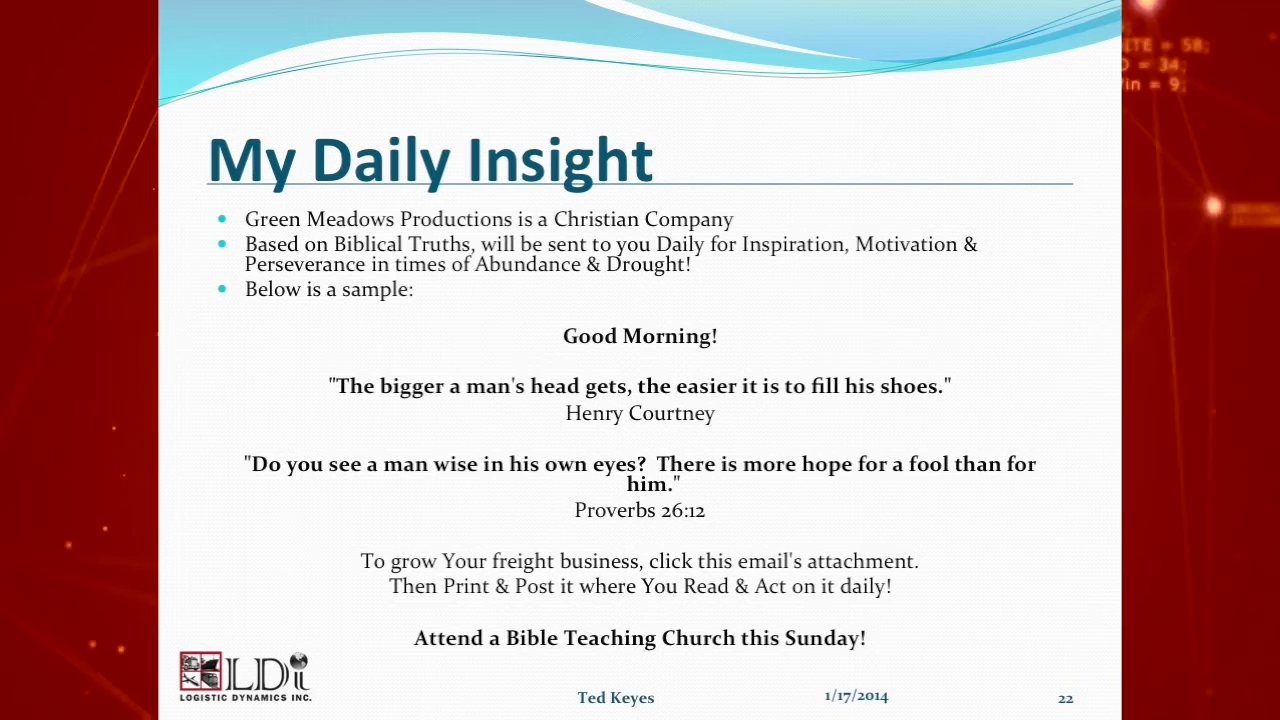 ITE = 58;
D = 34;
in = 9;
My Daily Insight
Green Meadows Productions is a Christian Company
Based on Biblical Truths, will be sent to you Daily for Inspiration, Motivation &
Perseverance in times of Abundance & Drought!
Below is a sample:
Good Morning!
"The bigger a man's head gets, the easier it is to fill his shoes."
Henry Courtney
"Do you see a man wise in his own eyes?  There is more hope for a fool than for
him."
Proverbs 26:12
To grow Your freight business, click this email's attachment.
Then Print & Post it where You Read & Act on it daily!
Attend a Bible Teaching Church this Sunday!
LDi
LOGISTIC DYNAMICS INC.
Ted Keyes
1/17/2014
22